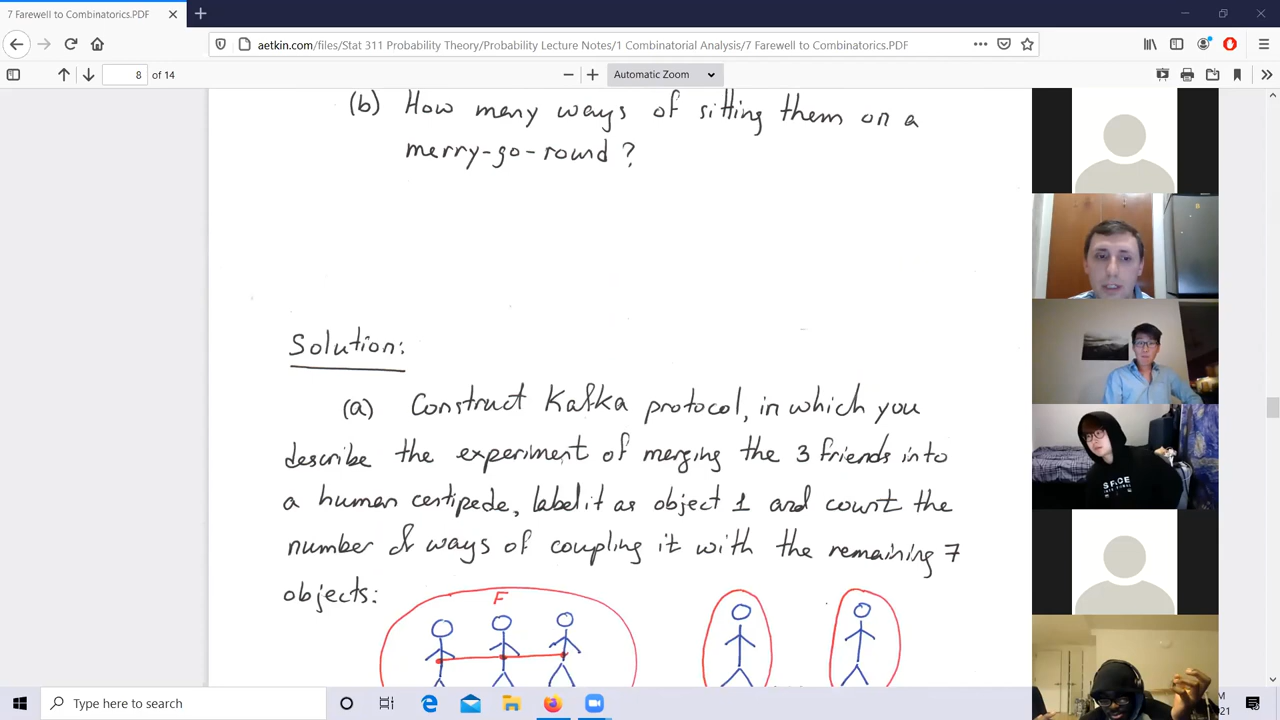 7 Farewell to Combinatorics.PDF
aetkin.com/files/Stat 311 Probability Theory/Probability Lecture Notes/1 Combinatorial Analysis/7 Farewell to Combinatorics.PDF
8 of 14
Automatic Zoom
(b) How many ways of sitting them on a
merry-go-round?
Solution:
(a) Construct Kafka protocol, in which you
describe the experiment of merging the 3 friends into
a human centipede, label it as object 1 and count the
number of ways of coupling it with the remaining 7
objects:
F
SPACE
Type here to search